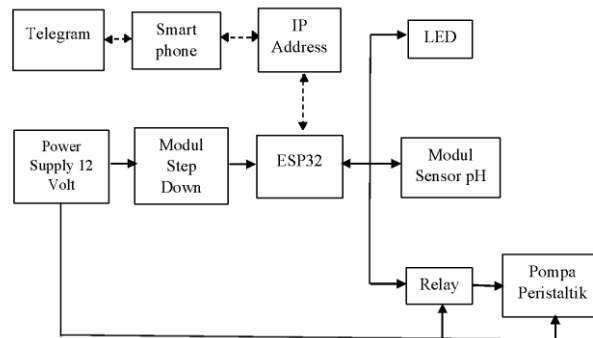 Telegram
Smart
phone
IP
Address
LED
Power
Supply 12
Volt
Modul
Step
Down
ESP32
Modul
Sensor pH
Relay
Pompa
Peristaltik